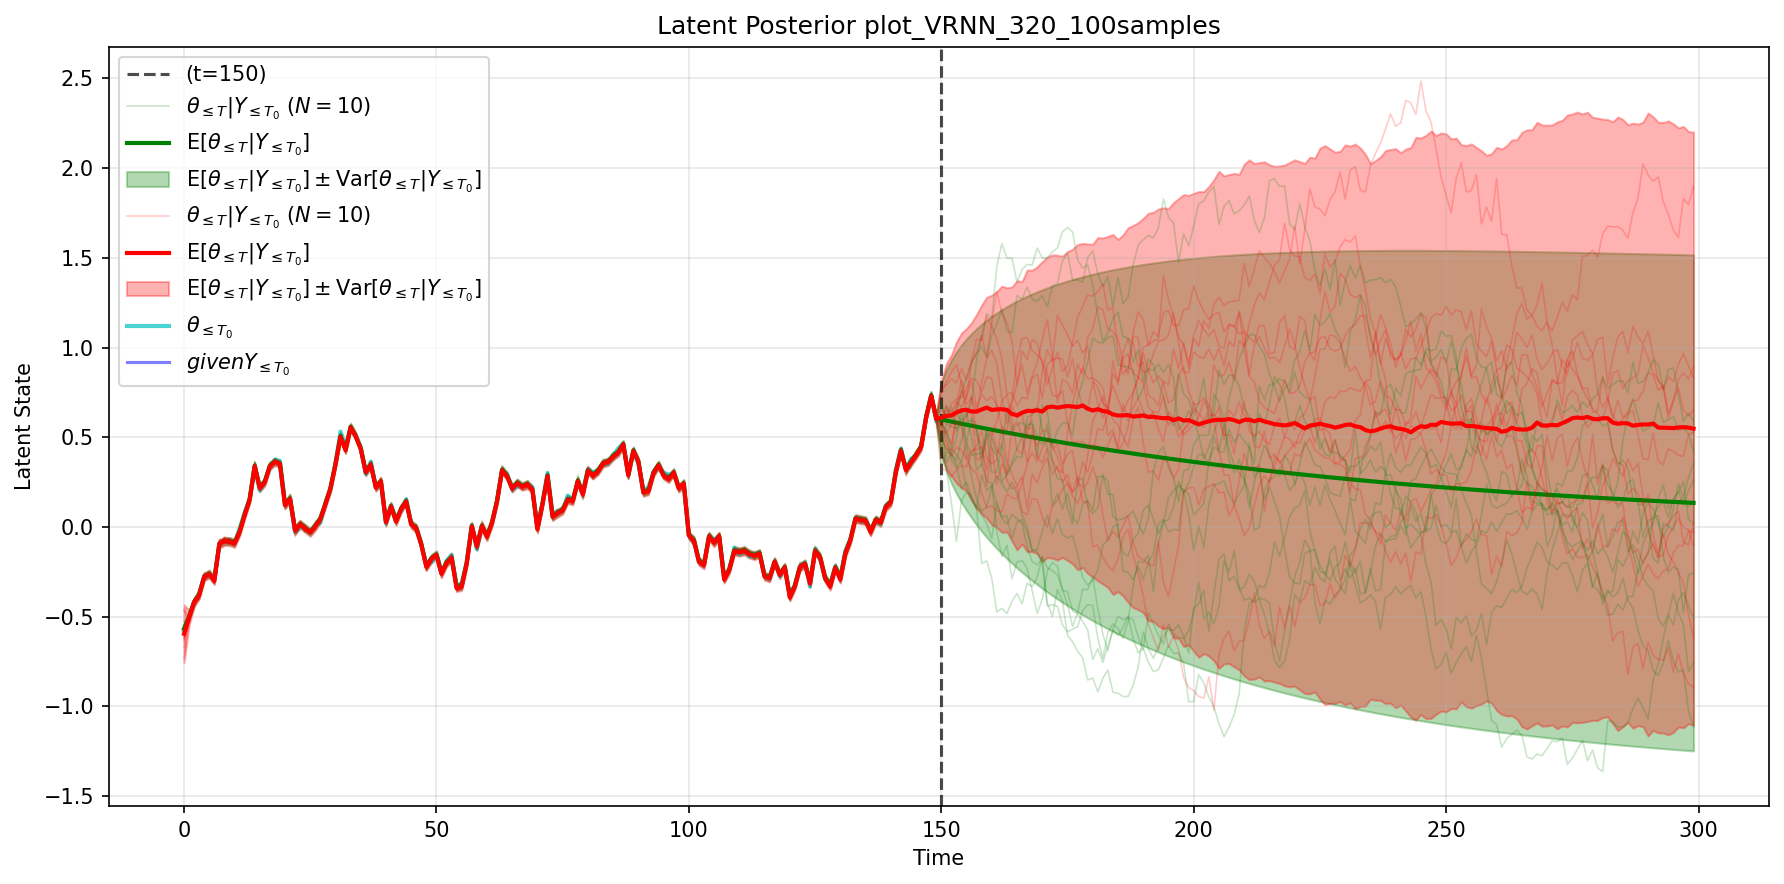 Latent Posterior plot_VRNN_320_100samples
(t=150)
θ≤T|Y≤T₀ (N = 10)
E[θ≤T|Y≤T₀]
E[θ≤T|Y≤T₀] ± Var[θ≤T|Y≤T₀]
θ≤T|Y≤T₀ (N = 10)
E[θ≤T|Y≤T₀]
E[θ≤T|Y≤T₀] ± Var[θ≤T|Y≤T₀]
θ≤T₀
givenY≤T₀
Latent State
2.5
2.0
1.5
1.0
0.5
0.0
−0.5
−1.0
−1.5
0 50 100 150 200 250 300
Time